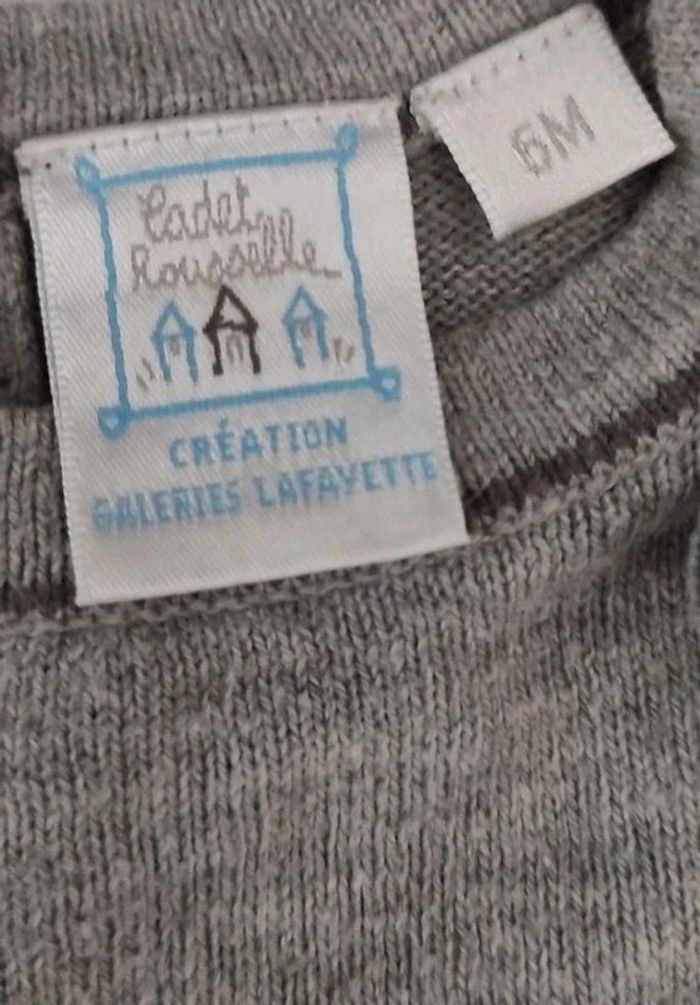 Cadet
Rousselle
CRÉATION
GALERIES LAFAYETTE
6M